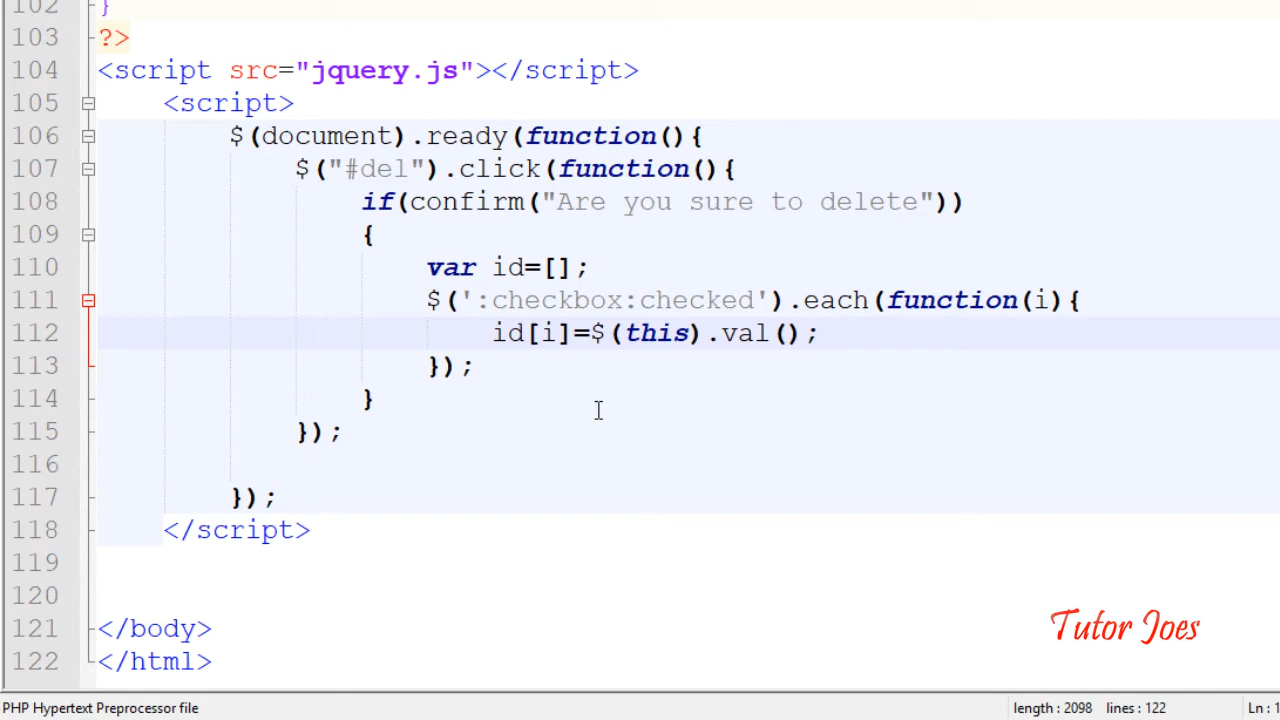 102 }
103 ?>
104 <script src="jquery.js"></script>
105 <script>
106 $(document).ready(function(){
107 $("#del").click(function(){
108 if(confirm("Are you sure to delete"))
109 {
110 var id=[];
111 $(':checkbox:checked').each(function(i){
112 id[i]=$(this).val();
113 });
114 }
115 });
116
117 });
118 </script>
119
120
121 </body>
122 </html>
Tutor Joes
PHP Hypertext Preprocessor file length : 2098 lines : 122 Ln : 1